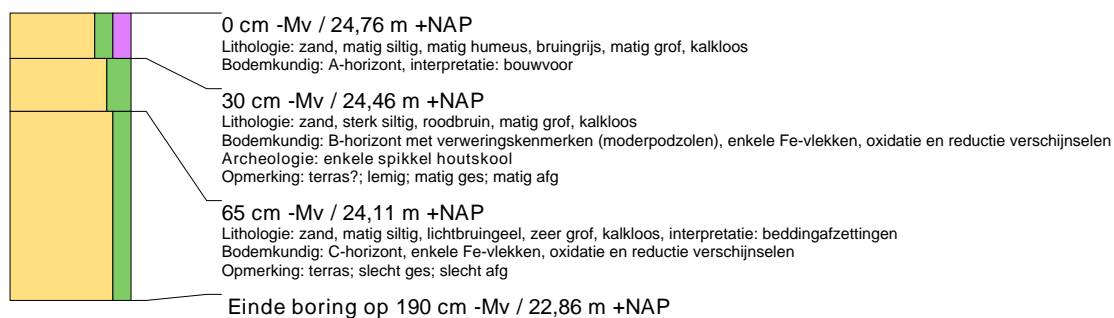 0 cm -Mv / 24,76 m +NAP
Lithologie: zand, matig siltig, matig humeus, bruingrijs, matig grof, kalkloos
Bodemkundig: A-horizont, interpretatie: bouwvoor
30 cm -Mv / 24,46 m +NAP
Lithologie: zand, sterk siltig, roodbruin, matig grof, kalkloos
Bodemkundig: B-horizont met verweringskenmerken (moderpodzolen), enkele Fe-vlekken, oxidatie en reductie verschijnselen
Archeologie: enkele spikkel houtskool
Opmerking: terras?; lemig; matig ges; matig afg
65 cm -Mv / 24,11 m +NAP
Lithologie: zand, matig siltig, lichtbruingeel, zeer grof, kalkloos, interpretatie: beddingafzettingen
Bodemkundig: C-horizont, enkele Fe-vlekken, oxidatie en reductie verschijnselen
Opmerking: terras; slecht ges; slecht afg
Einde boring op 190 cm -Mv / 22,86 m +NAP